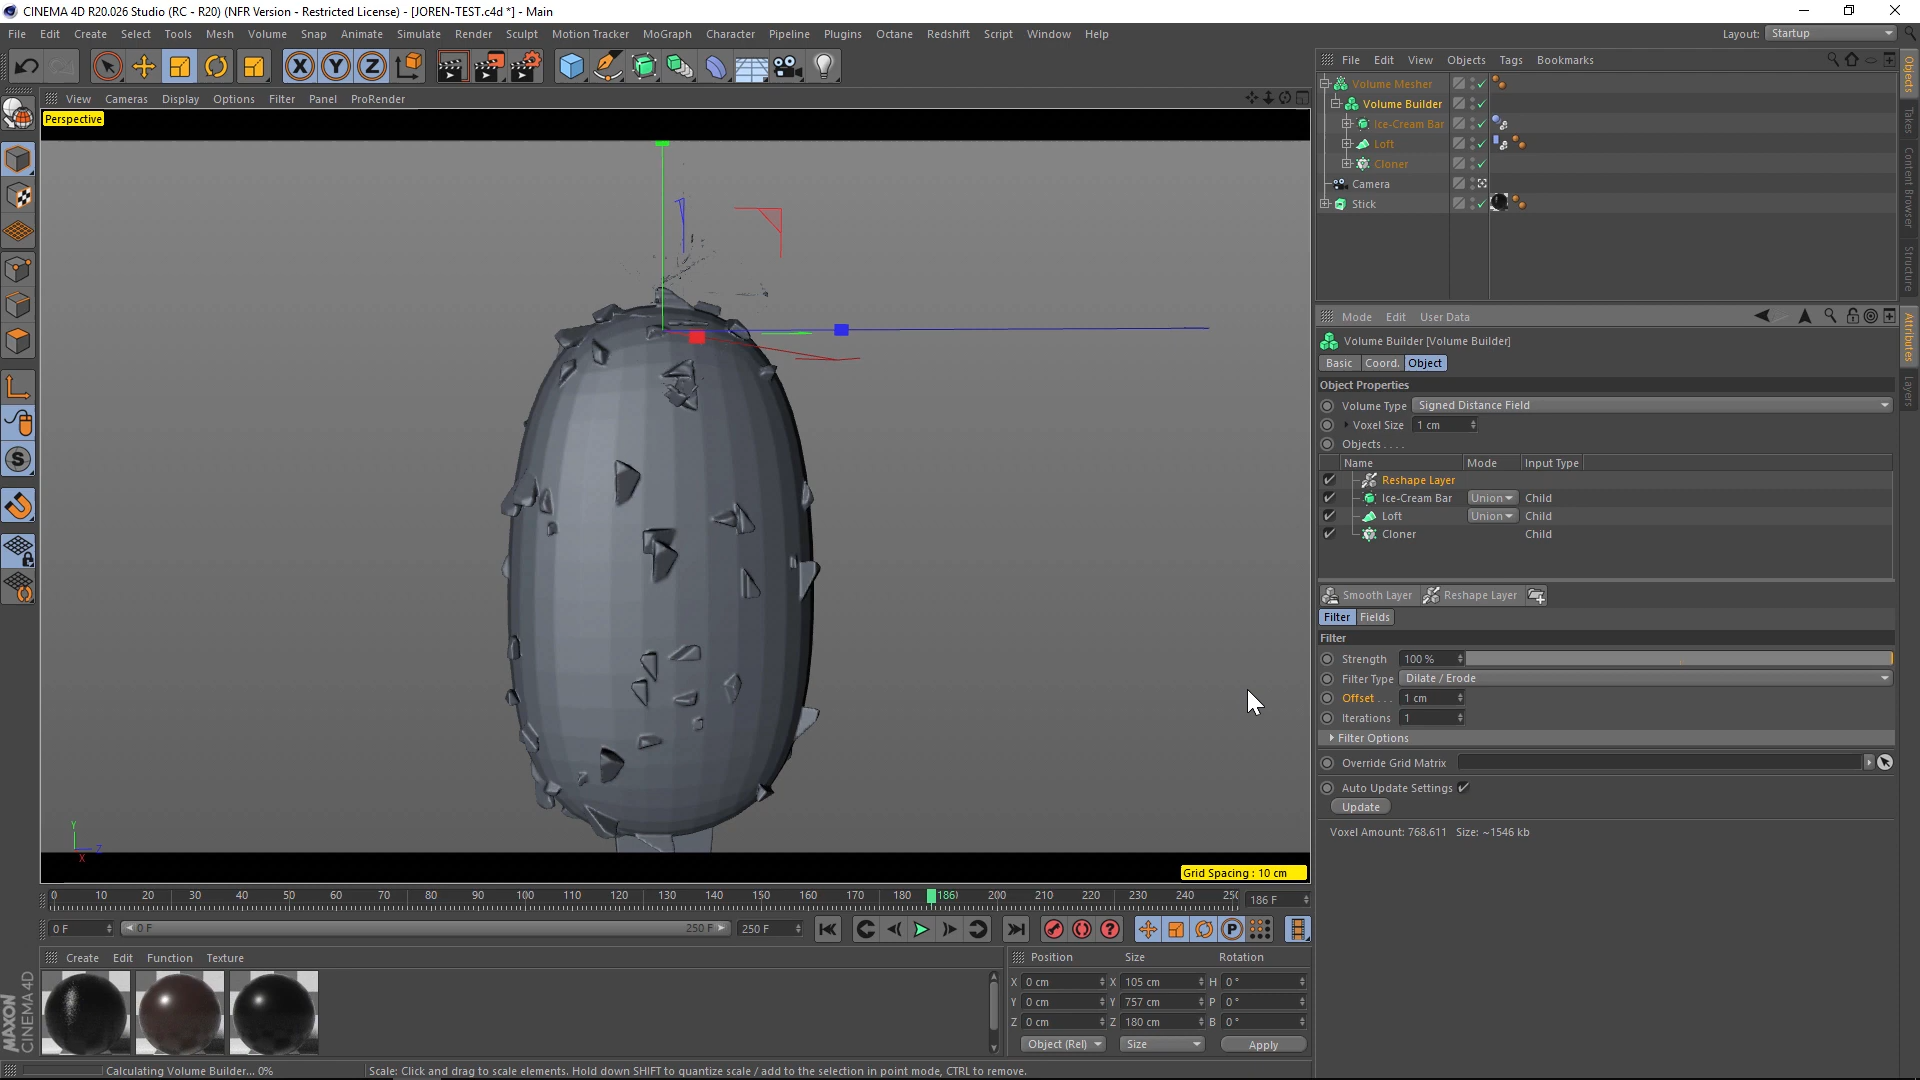 CINEMA 4D R20.026 Studio (RC - R20) (NFR Version - Restricted License) - [JOREN-TEST.c4d *] - Main
File Edit Create Select Tools Mesh Volume Snap Animate Simulate Render Sculpt Motion Tracker MoGraph Character Pipeline Plugins Octane Redshift Script Window Help
Layout: Startup
X Y Z
File Edit View Objects Tags Bookmarks
View Cameras Display Options Filter Panel ProRender
Perspective
Volume Mesher
Volume Builder
Ice-Cream Bar
Loft
Cloner
Camera
Stick
Objects
Takes
Content Browser
Structure
Mode Edit User Data
Attributes
Layers
Volume Builder [Volume Builder]
Basic Coord. Object
Object Properties
Volume Type Signed Distance Field
Voxel Size 1 cm
Objects . . . .
Name Mode Input Type
Reshape Layer
Ice-Cream Bar Union Child
Loft Union Child
Cloner Child
Smooth Layer Reshape Layer
Filter Fields
Filter
Strength 100 %
Filter Type Dilate / Erode
Offset . . . 1 cm
Iterations 1
Filter Options
Override Grid Matrix
Auto Update Settings
Update
Voxel Amount: 768.611 Size: ~1546 kb
S
Y
Z
X
Grid Spacing : 10 cm
0 10 20 30 40 50 60 70 80 90 100 110 120 130 140 150 160 170 180 186 200 210 220 230 240 250
186 F
0 F 0 F 250 F 250 F
P
Create Edit Function Texture
Position Size Rotation
X 0 cm X 105 cm H 0 °
Y 0 cm Y 757 cm P 0 °
Z 0 cm Z 180 cm B 0 °
Object (Rel) Size Apply
MAXON
CINEMA 4D
Calculating Volume Builder... 0% Scale: Click and drag to scale elements. Hold down SHIFT to quantize scale / add to the selection in point mode, CTRL to remove.